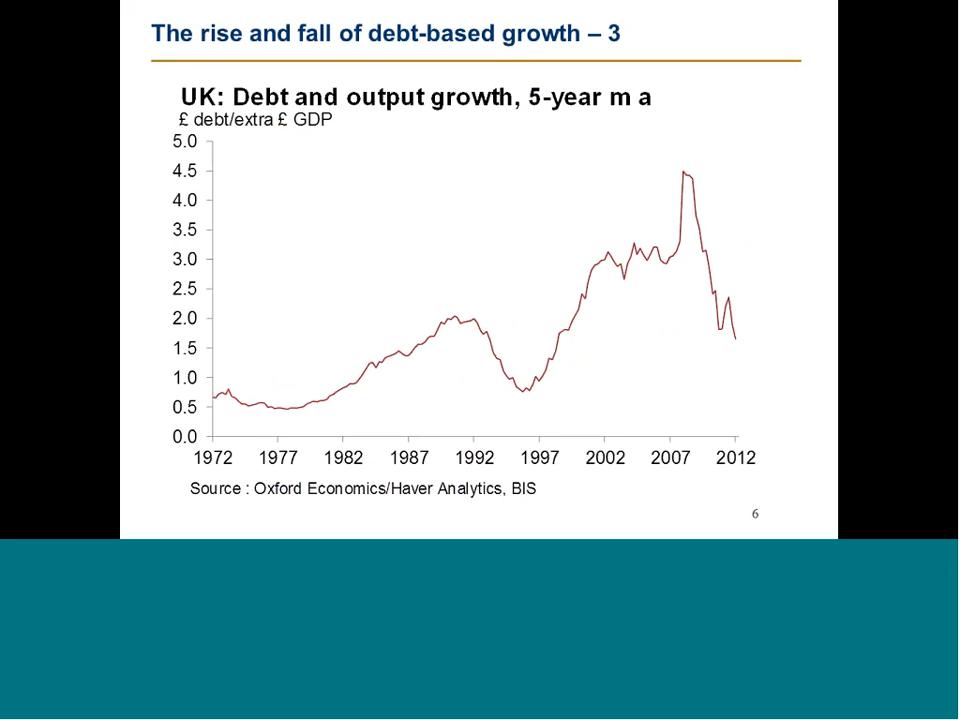 The rise and fall of debt-based growth – 3
UK: Debt and output growth, 5-year m a
£ debt/extra £ GDP
5.0
4.5
4.0
3.5
3.0
2.5
2.0
1.5
1.0
0.5
0.0
1972 1977 1982 1987 1992 1997 2002 2007 2012
Source : Oxford Economics/Haver Analytics, BIS
6